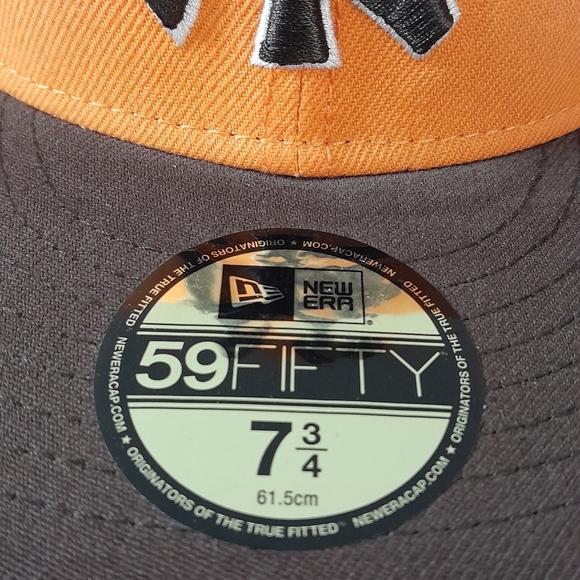 NEW ERA
59FIFTY
7 3/4
61.5cm
ORIGINATORS OF THE TRUE FITTED ★ NEWERACAP.COM ★ ORIGINATORS OF THE TRUE FITTED ★ NEWERACAP.COM ★ ORIGINATORS OF THE TRUE FITTED™ NEWERACAP.COM ★